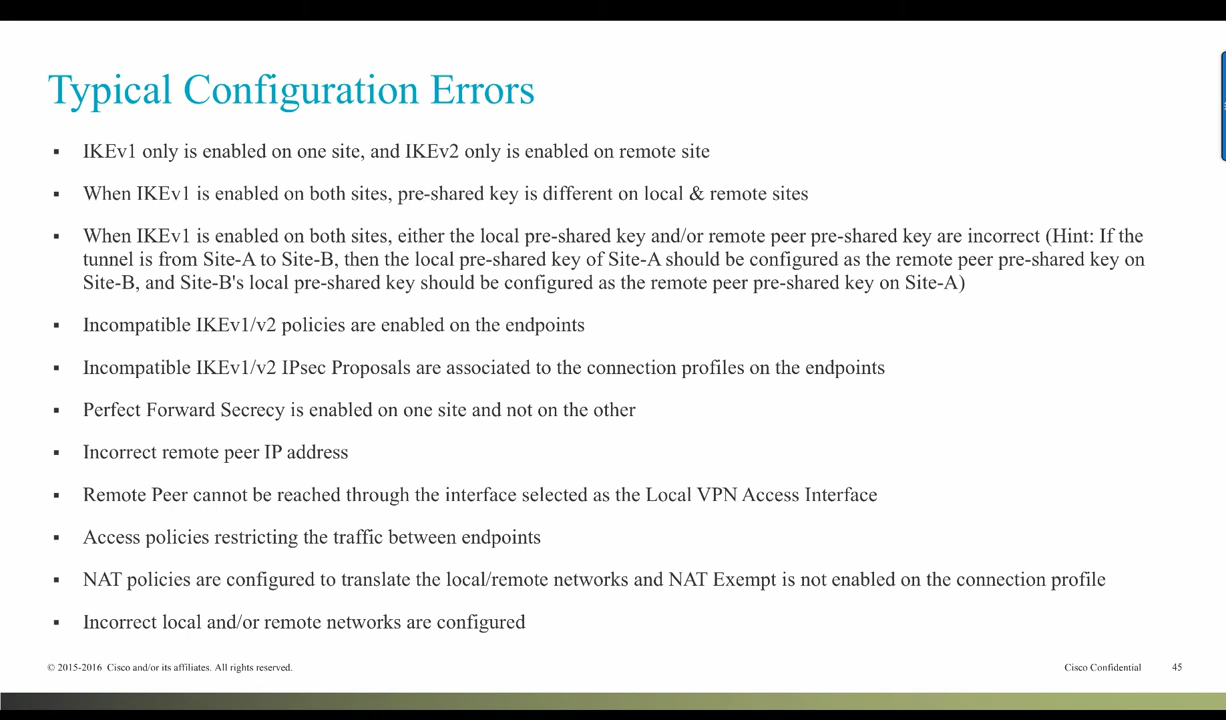 Typical Configuration Errors
▪ IKEv1 only is enabled on one site, and IKEv2 only is enabled on remote site
▪ When IKEv1 is enabled on both sites, pre-shared key is different on local & remote sites
▪ When IKEv1 is enabled on both sites, either the local pre-shared key and/or remote peer pre-shared key are incorrect (Hint: If the
tunnel is from Site-A to Site-B, then the local pre-shared key of Site-A should be configured as the remote peer pre-shared key on
Site-B, and Site-B's local pre-shared key should be configured as the remote peer pre-shared key on Site-A)
▪ Incompatible IKEv1/v2 policies are enabled on the endpoints
▪ Incompatible IKEv1/v2 IPsec Proposals are associated to the connection profiles on the endpoints
▪ Perfect Forward Secrecy is enabled on one site and not on the other
▪ Incorrect remote peer IP address
▪ Remote Peer cannot be reached through the interface selected as the Local VPN Access Interface
▪ Access policies restricting the traffic between endpoints
▪ NAT policies are configured to translate the local/remote networks and NAT Exempt is not enabled on the connection profile
▪ Incorrect local and/or remote networks are configured
© 2015-2016 Cisco and/or its affiliates. All rights reserved.
Cisco Confidential
45